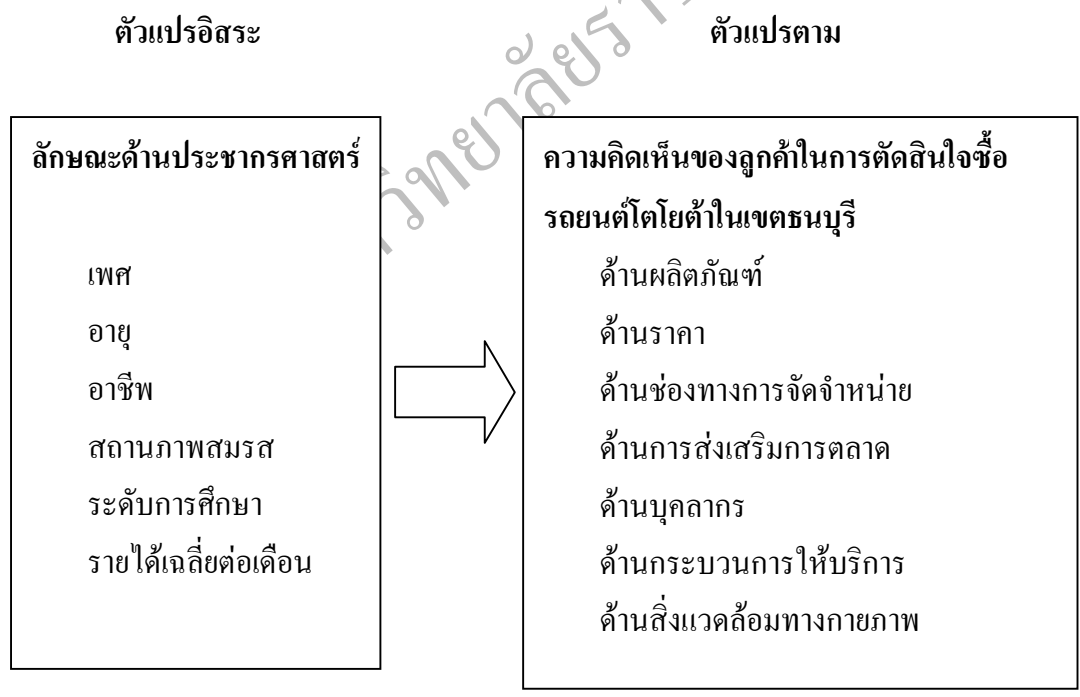 ตัวแปรอิสระ
ตัวแปรตาม
ลักษณะด้านประชากรศาสตร์
เพศ
อายุ
อาชีพ
สถานภาพสมรส
ระดับการศึกษา
รายได้เฉลี่ยต่อเดือน
ความคิดเห็นของลูกค้าในการตัดสินใจซื้อ
รถยนต์โตโยต้าในเขตธนบุรี
ด้านผลิตภัณฑ์
ด้านราคา
ด้านช่องทางการจัดจำหน่าย
ด้านการส่งเสริมการตลาด
ด้านบุคลากร
ด้านกระบวนการให้บริการ
ด้านสิ่งแวดล้อมทางกายภาพ